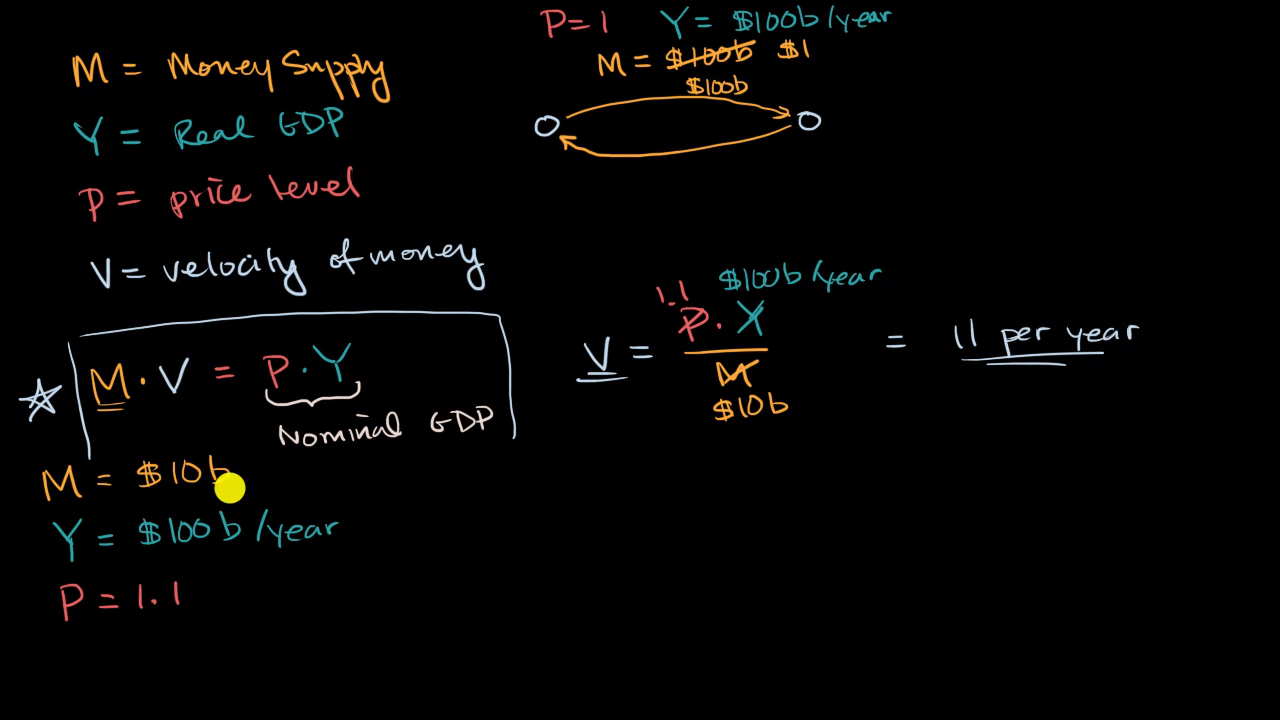 P = 1 Y = $100b/year
M = $100b $1
$100b
M = Money Supply
Y = Real GDP
P = price level
V = velocity of money
M · V = P · Y
Nominal GDP
M = $10b
Y = $100b/year
P = 1.1
1.1 $100b/year
V = P · Y = 11 per year
M
$10b